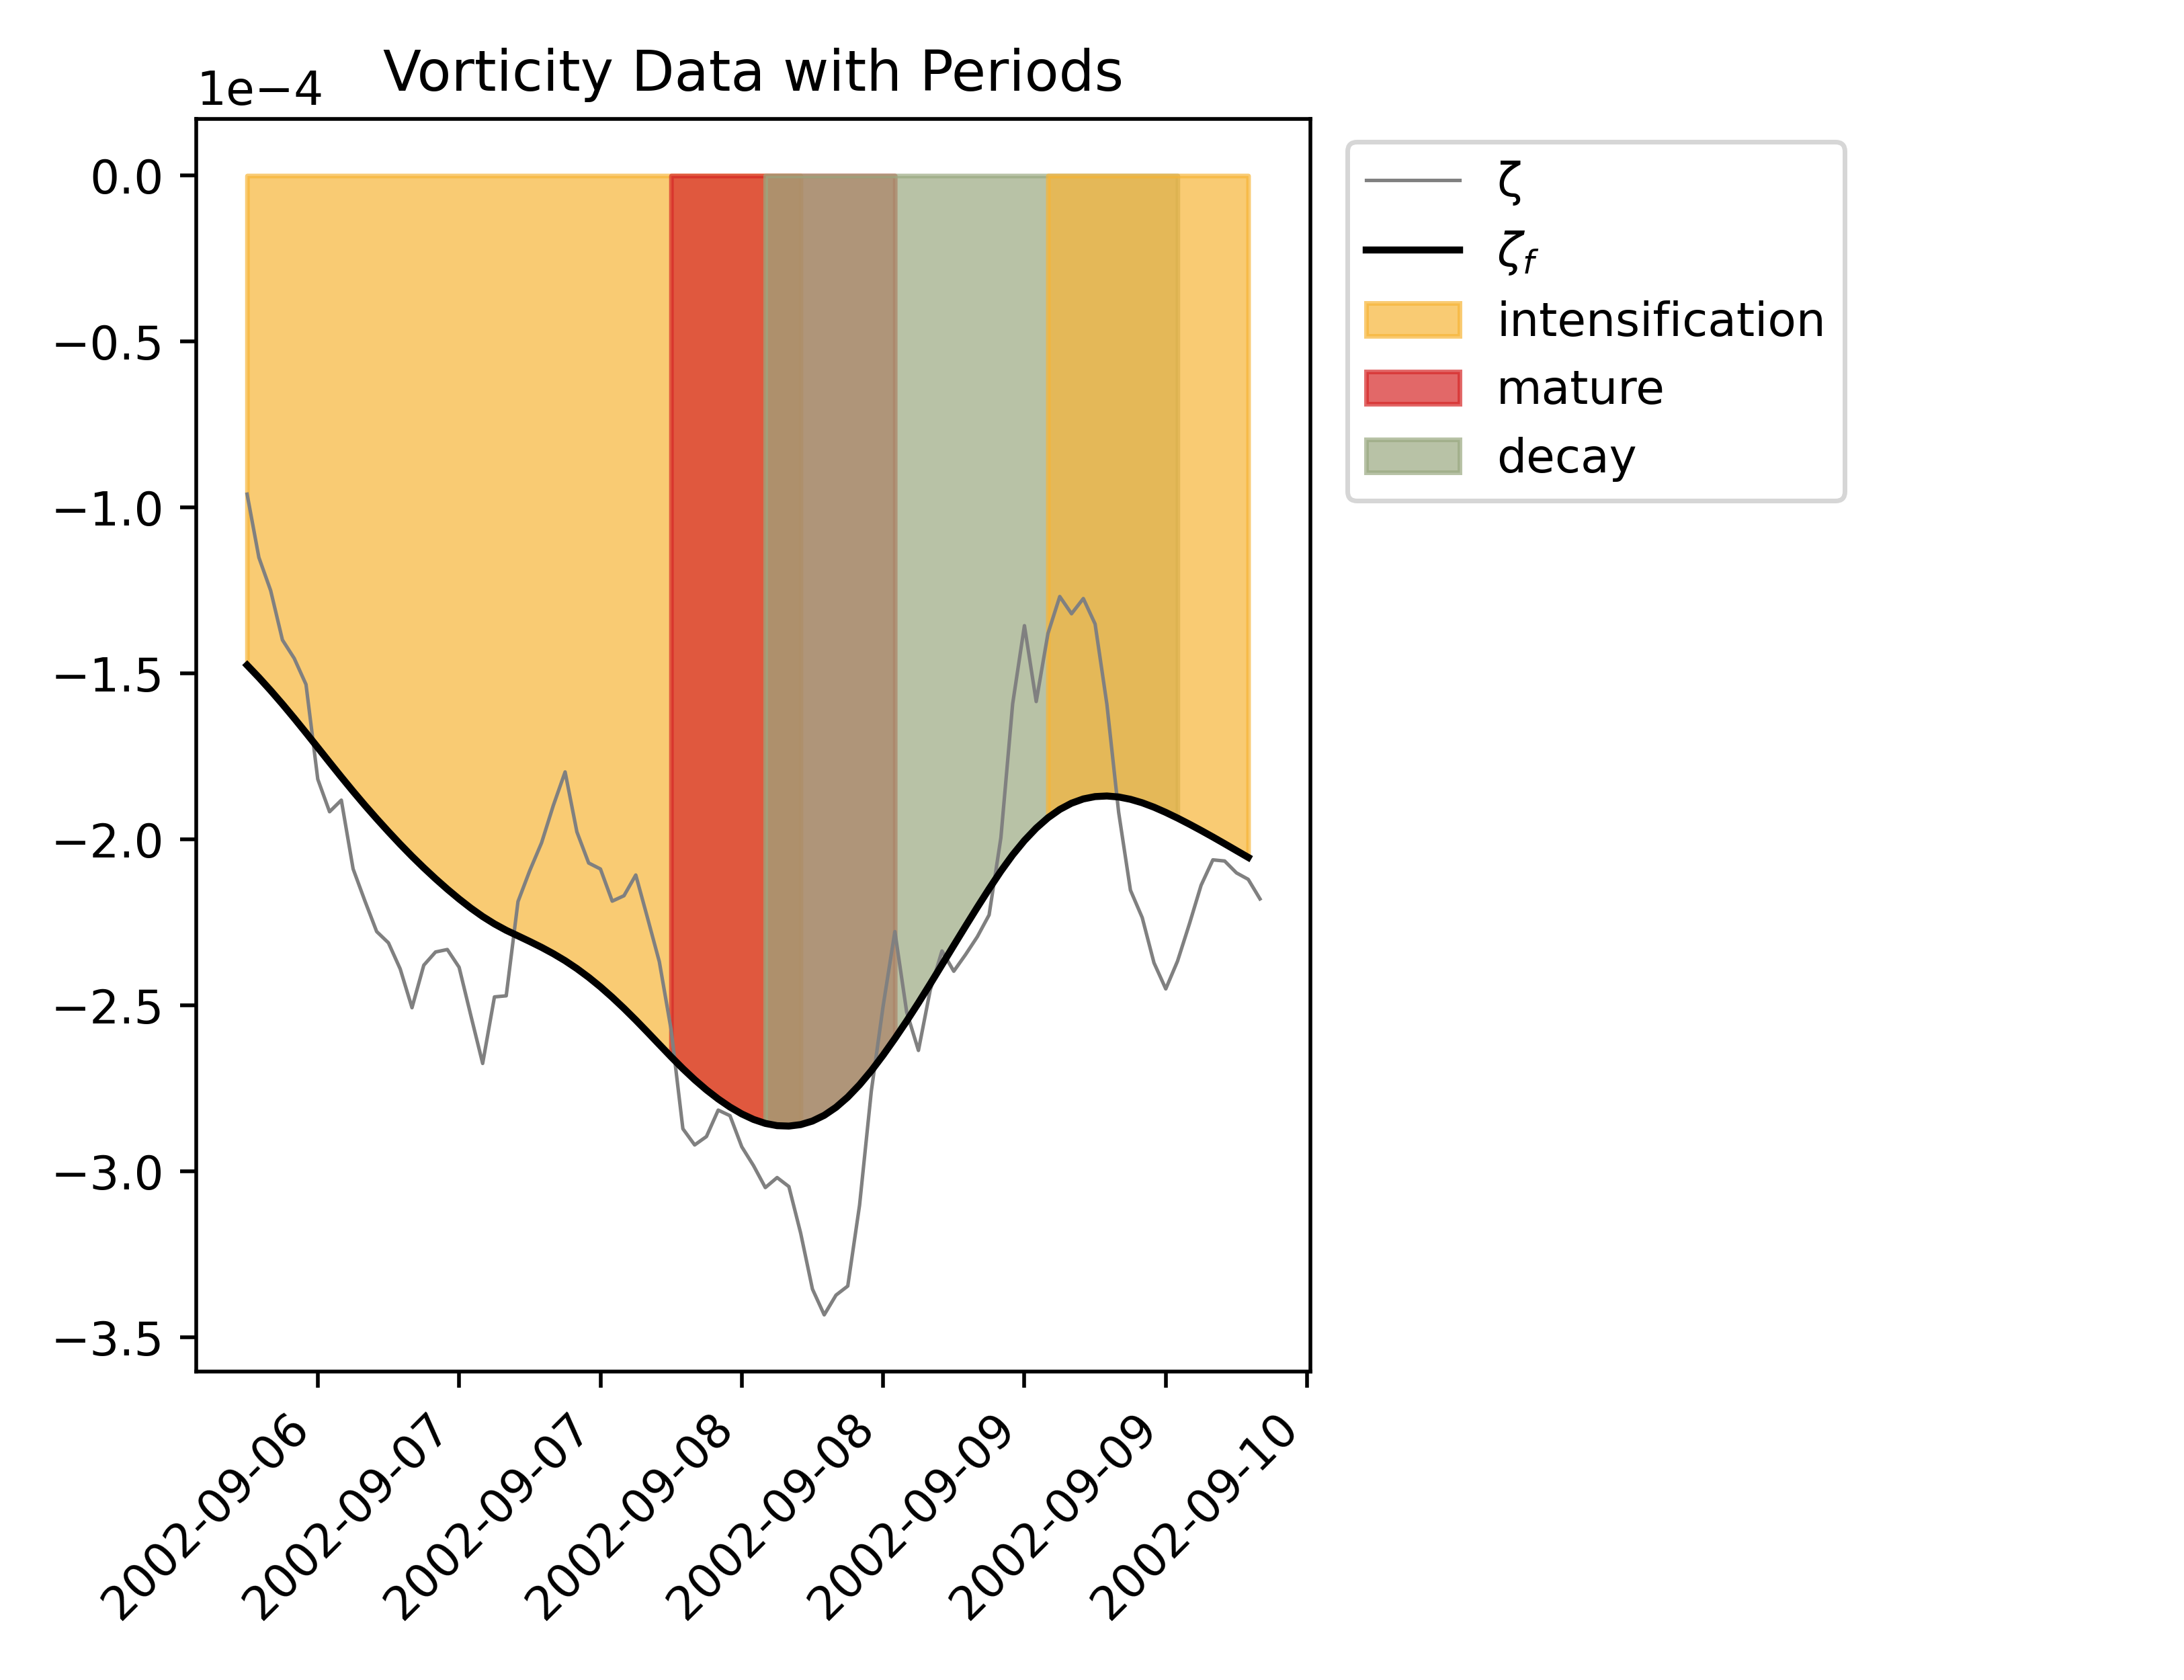 Vorticity Data with Periods
1e−4
0.0
−0.5
−1.0
−1.5
−2.0
−2.5
−3.0
−3.5
2002-09-06
2002-09-07
2002-09-07
2002-09-08
2002-09-08
2002-09-09
2002-09-09
2002-09-10
ζ
ζf
intensification
mature
decay